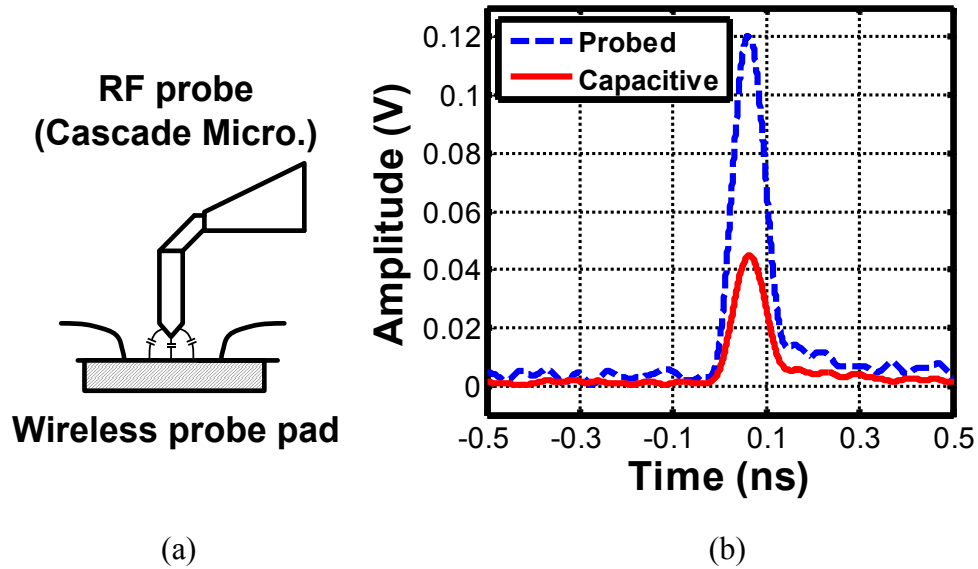 RF probe
(Cascade Micro.)
Wireless probe pad
(a)
Probed
Capacitive
Amplitude (V)
0.12
0.1
0.08
0.06
0.04
0.02
0
-0.5 -0.3 -0.1 0.1 0.3 0.5
Time (ns)
(b)